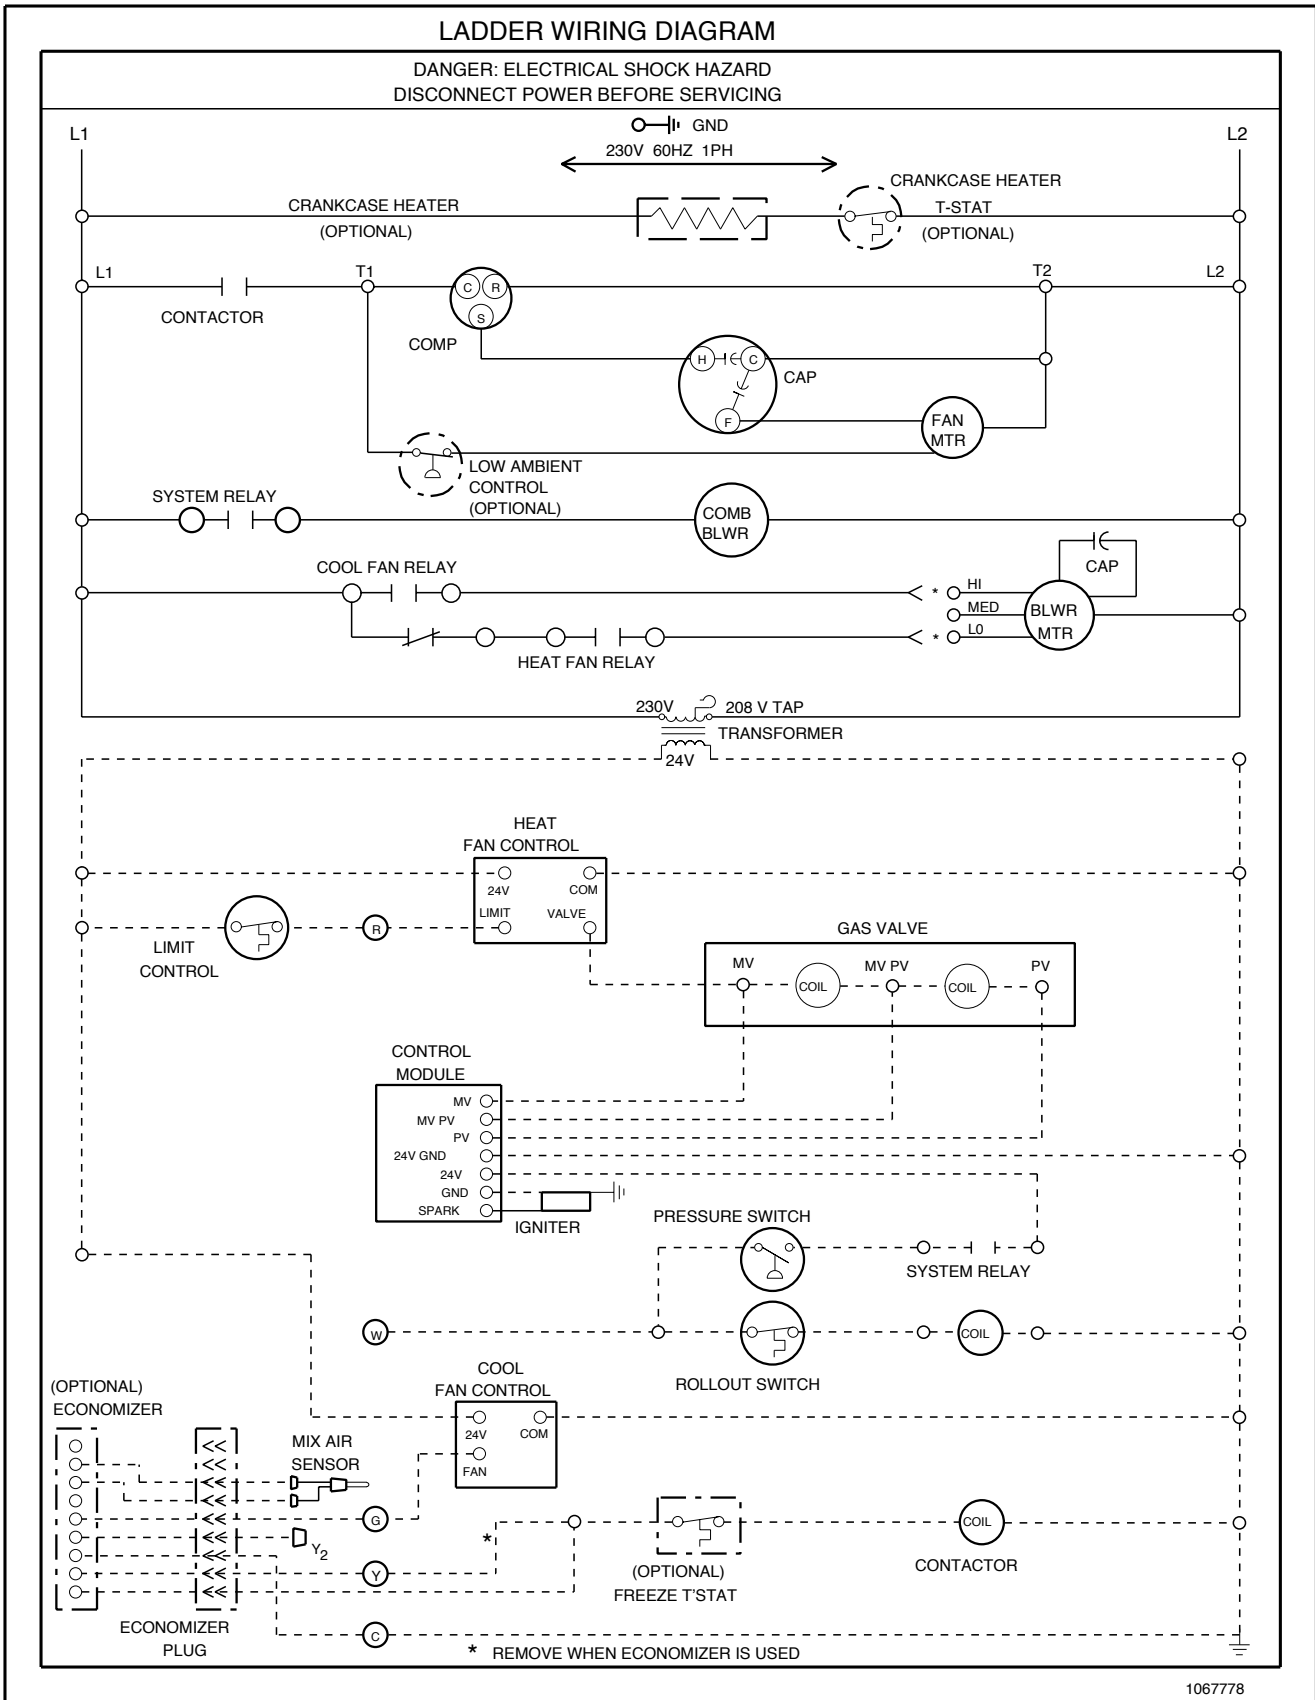 LADDER WIRING DIAGRAM
DANGER: ELECTRICAL SHOCK HAZARD
DISCONNECT POWER BEFORE SERVICING
L1
GND
L2
230V 60HZ 1PH
CRANKCASE HEATER
(OPTIONAL)
CRANKCASE HEATER
T-STAT
(OPTIONAL)
L1
T1
C
R
S
T2
L2
CONTACTOR
COMP
H
C
F
CAP
FAN
MTR
LOW AMBIENT
CONTROL
(OPTIONAL)
SYSTEM RELAY
COMB
BLWR
COOL FAN RELAY
CAP
* HI
MED
BLWR
MTR
* L0
HEAT FAN RELAY
230V
208 V TAP
TRANSFORMER
24V
HEAT
FAN CONTROL
24V
COM
LIMIT
VALVE
R
LIMIT
CONTROL
GAS VALVE
MV
COIL
MV PV
COIL
PV
CONTROL
MODULE
MV
MV PV
PV
24V GND
24V
GND
SPARK
IGNITER
PRESSURE SWITCH
SYSTEM RELAY
W
COIL
ROLLOUT SWITCH
COOL
FAN CONTROL
24V
COM
FAN
(OPTIONAL)
ECONOMIZER
MIX AIR
SENSOR
G
*
Y2
Y
C
(OPTIONAL)
FREEZE T'STAT
COIL
CONTACTOR
ECONOMIZER
PLUG
* REMOVE WHEN ECONOMIZER IS USED
1067778